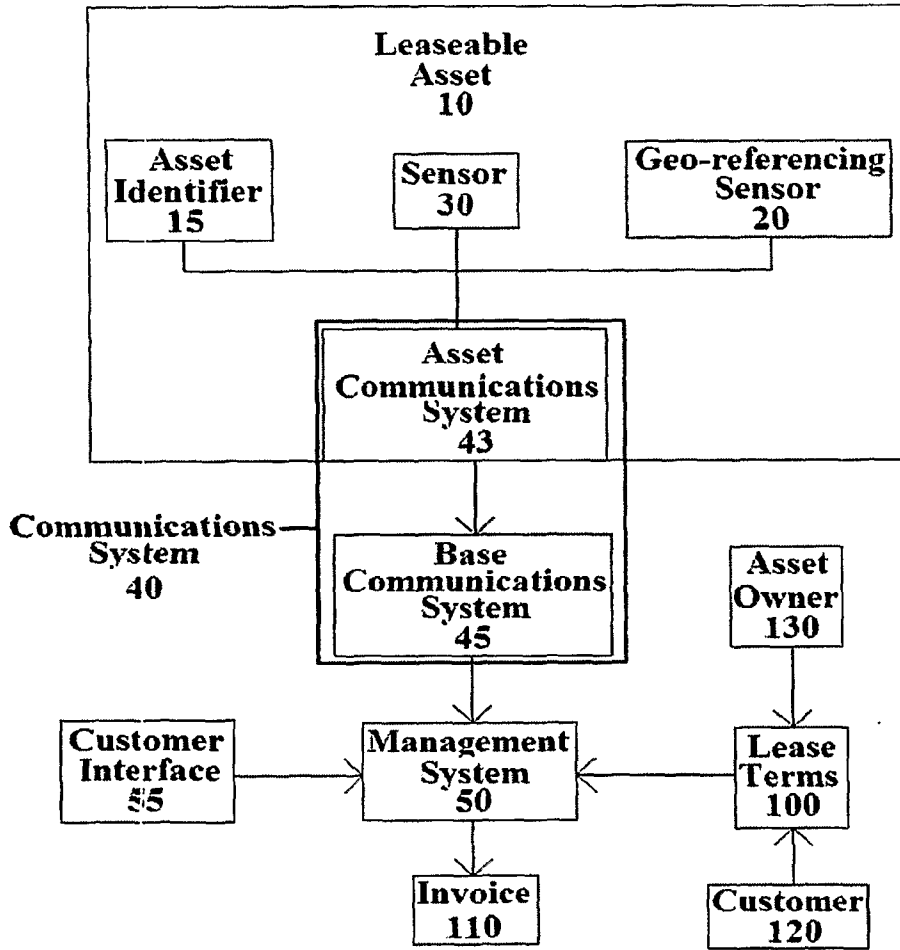 Leaseable
Asset
10
Asset
Identifier
15
Sensor
30
Geo-referencing
Sensor
20
Asset
Communications
System
43
Communications
System
40
Base
Communications
System
45
Asset
Owner
130
Customer
Interface
55
Management
System
50
Lease
Terms
100
Invoice
110
Customer
120